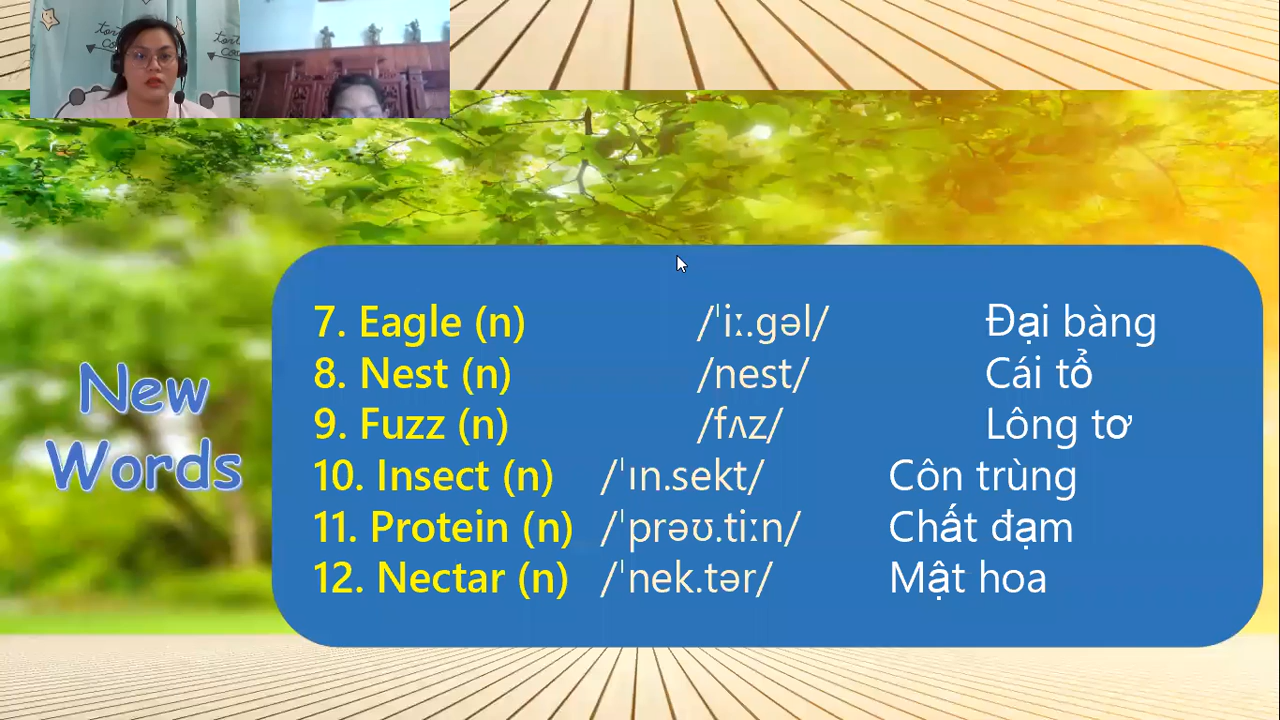 New
Words
7. Eagle (n) /ˈiː.ɡəl/ Đại bàng
8. Nest (n) /nest/ Cái tổ
9. Fuzz (n) /fʌz/ Lông tơ
10. Insect (n) /ˈɪn.sekt/ Côn trùng
11. Protein (n) /ˈprəʊ.tiːn/ Chất đạm
12. Nectar (n) /ˈnek.tər/ Mật hoa